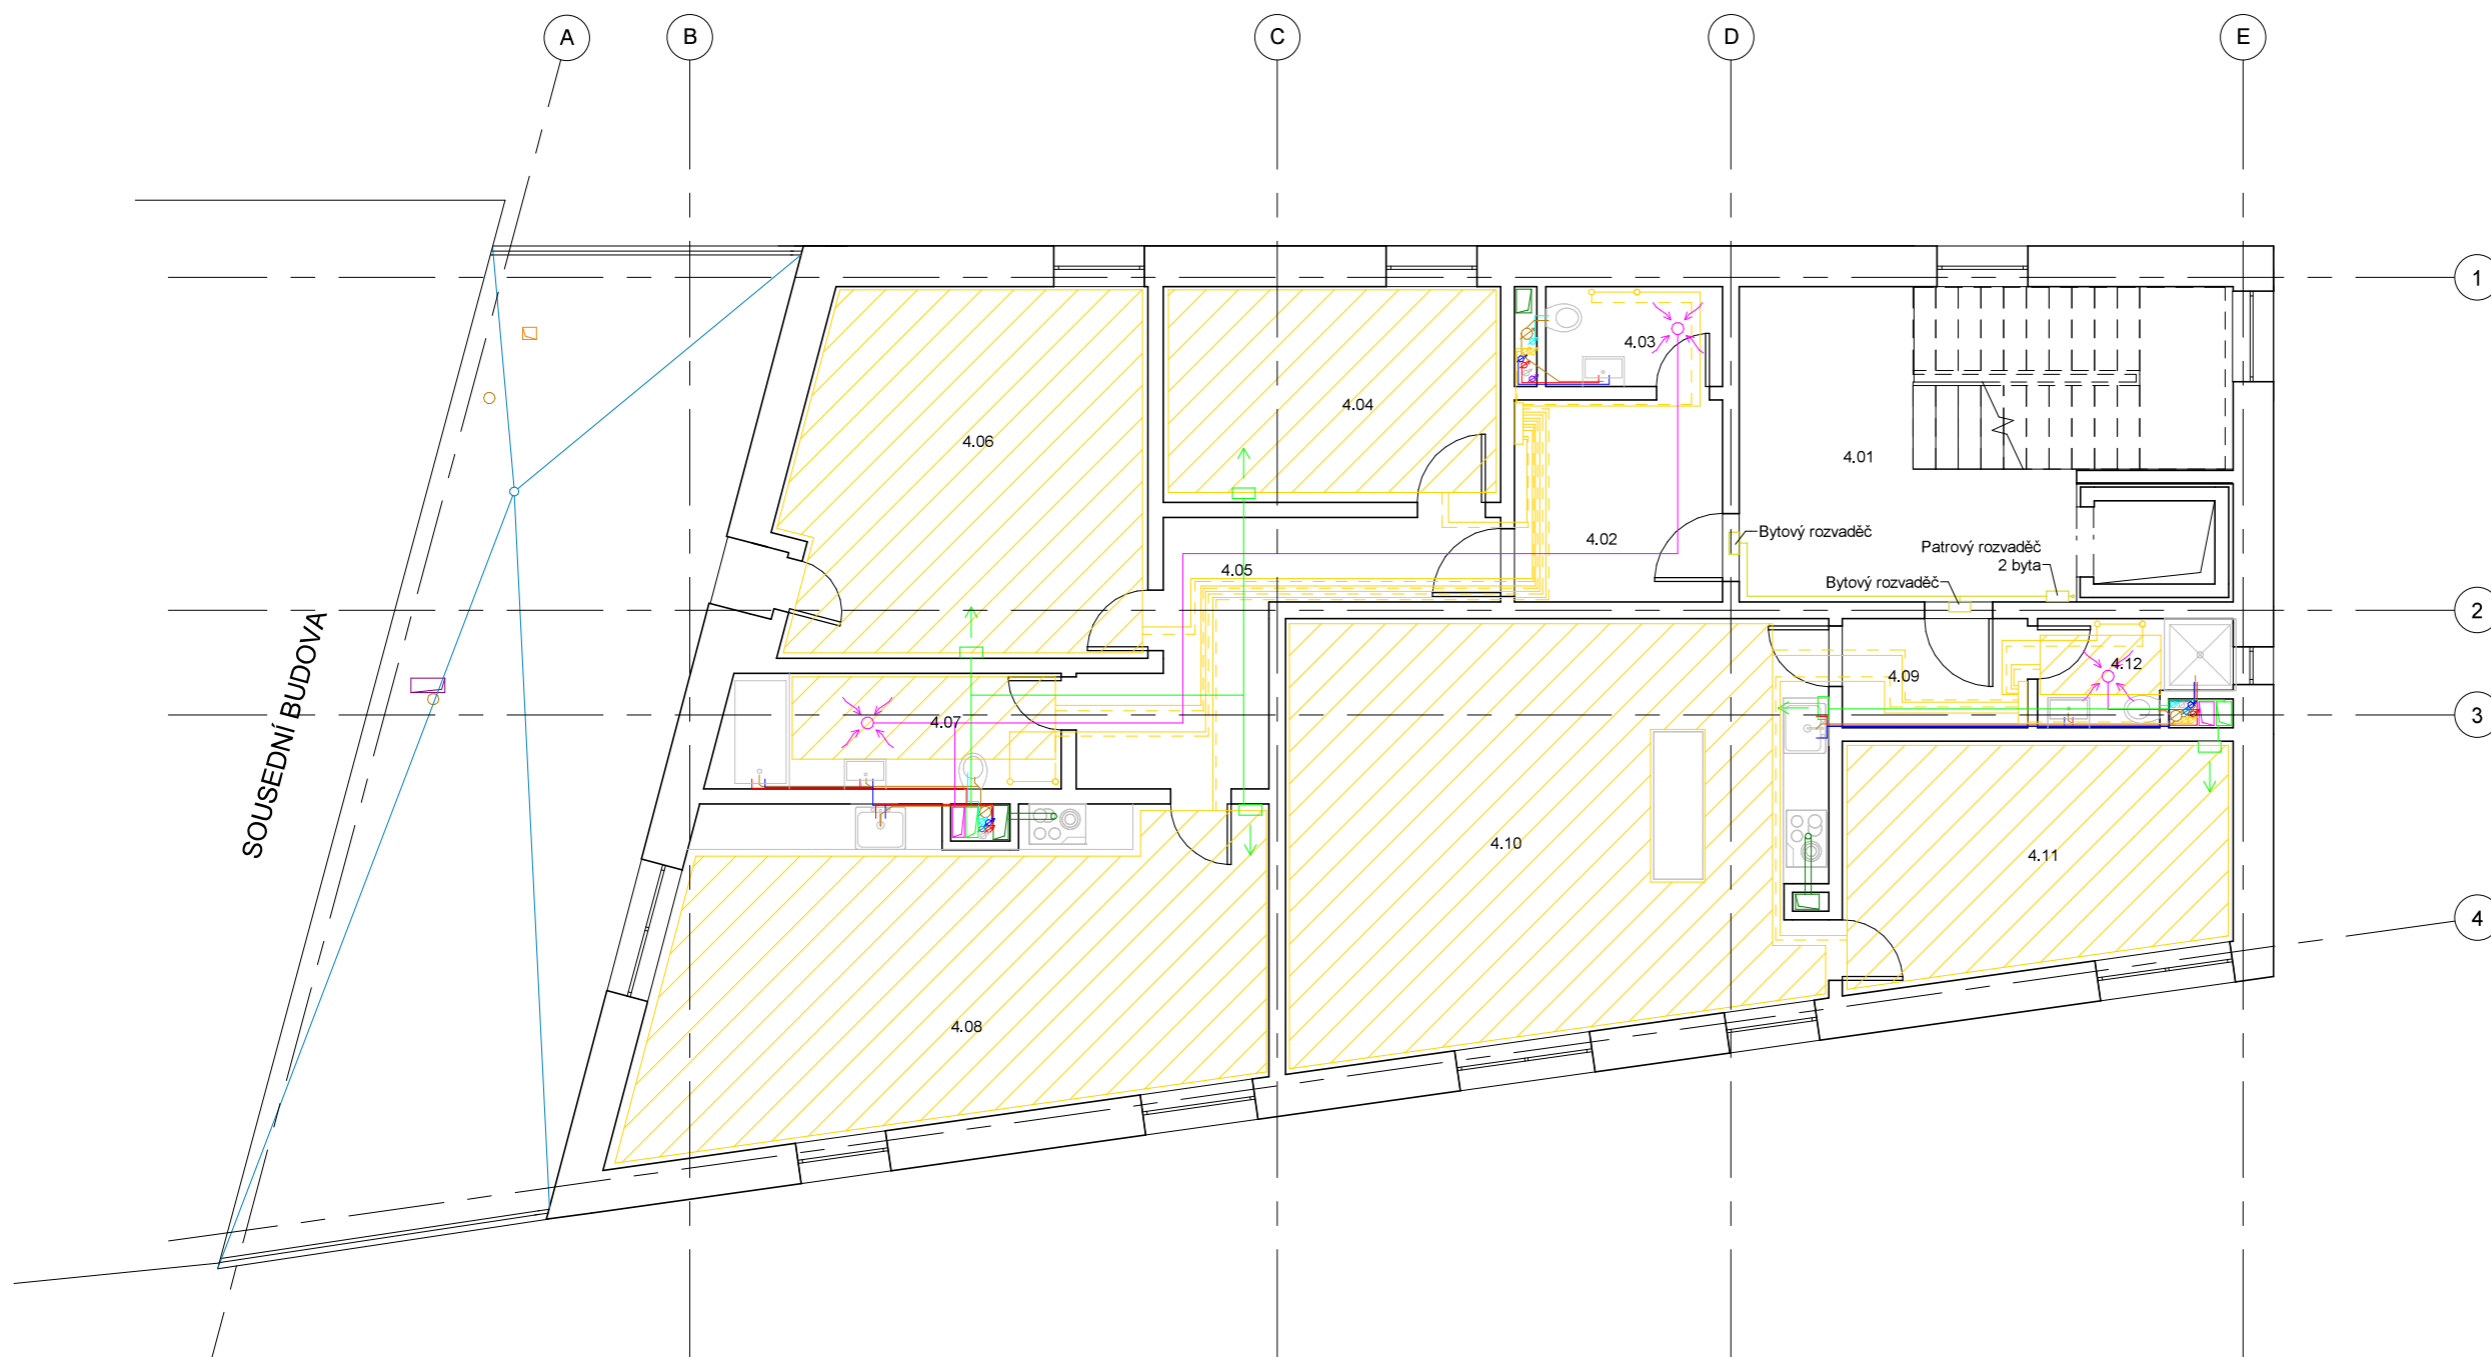 A
B
C
D
E
1
4.03
4.04
4.06
4.01
4.02
Bytový rozvaděč
Patrový rozvaděč
2 byta
4.05
Bytový rozvaděč
2
4.12
4.09
SOUSEDNÍ BUDOVA
4.07
3
4.10
4.11
4
4.08